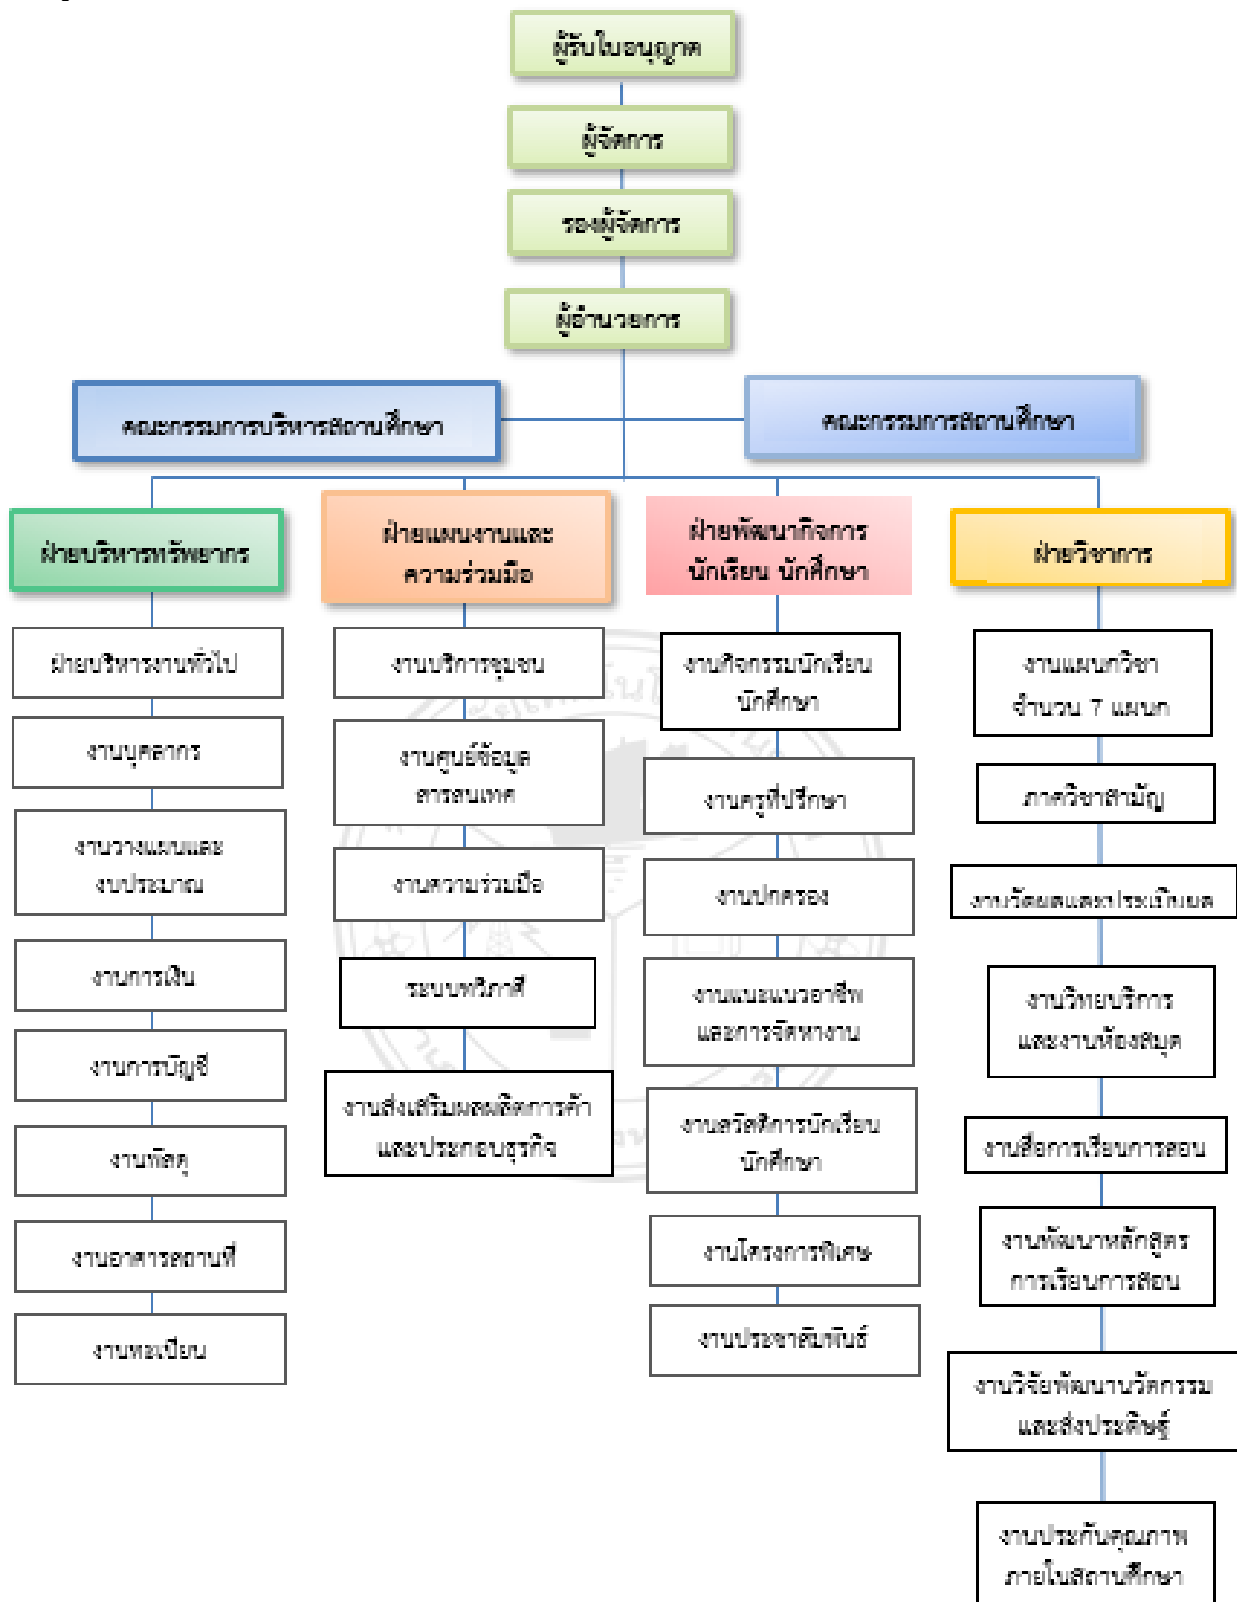 ผู้รับใบอนุญาต
ผู้จัดการ
รองผู้จัดการ
ผู้อำนวยการ
คณะกรรมการบริหารสถานศึกษา
คณะกรรมการสถานศึกษา
ฝ่ายบริหารทรัพยากร
ฝ่ายบริหารงานทั่วไป
งานบุคลากร
งานวางแผนและ
งบประมาณ
งานการเงิน
งานการบัญชี
งานพัสดุ
งานอาคารสถานที่
งานทะเบียน
ฝ่ายแผนงานและ
ความร่วมมือ
งานบริการชุมชน
งานศูนย์ข้อมูล
สารสนเทศ
งานความร่วมมือ
ระบบทวิภาคี
งานส่งเสริมผลผลิตการค้า
และประกอบธุรกิจ
ฝ่ายพัฒนากิจการ
นักเรียน นักศึกษา
งานกิจกรรมนักเรียน
นักศึกษา
งานครูที่ปรึกษา
งานปกครอง
งานแนะแนวอาชีพ
และการจัดหางาน
งานสวัสดิการนักเรียน
นักศึกษา
งานโครงการพิเศษ
งานประชาสัมพันธ์
ฝ่ายวิชาการ
งานแผนกวิชา
จำนวน 7 แผนก
ภาควิชาสามัญ
งานวัดผลและประเมินผล
งานวิทยบริการ
และงานห้องสมุด
งานสื่อการเรียนการสอน
งานพัฒนาหลักสูตร
การเรียนการสอน
งานวิจัยพัฒนานวัตกรรม
และสิ่งประดิษฐ์
งานประกันคุณภาพ
ภายในสถานศึกษา